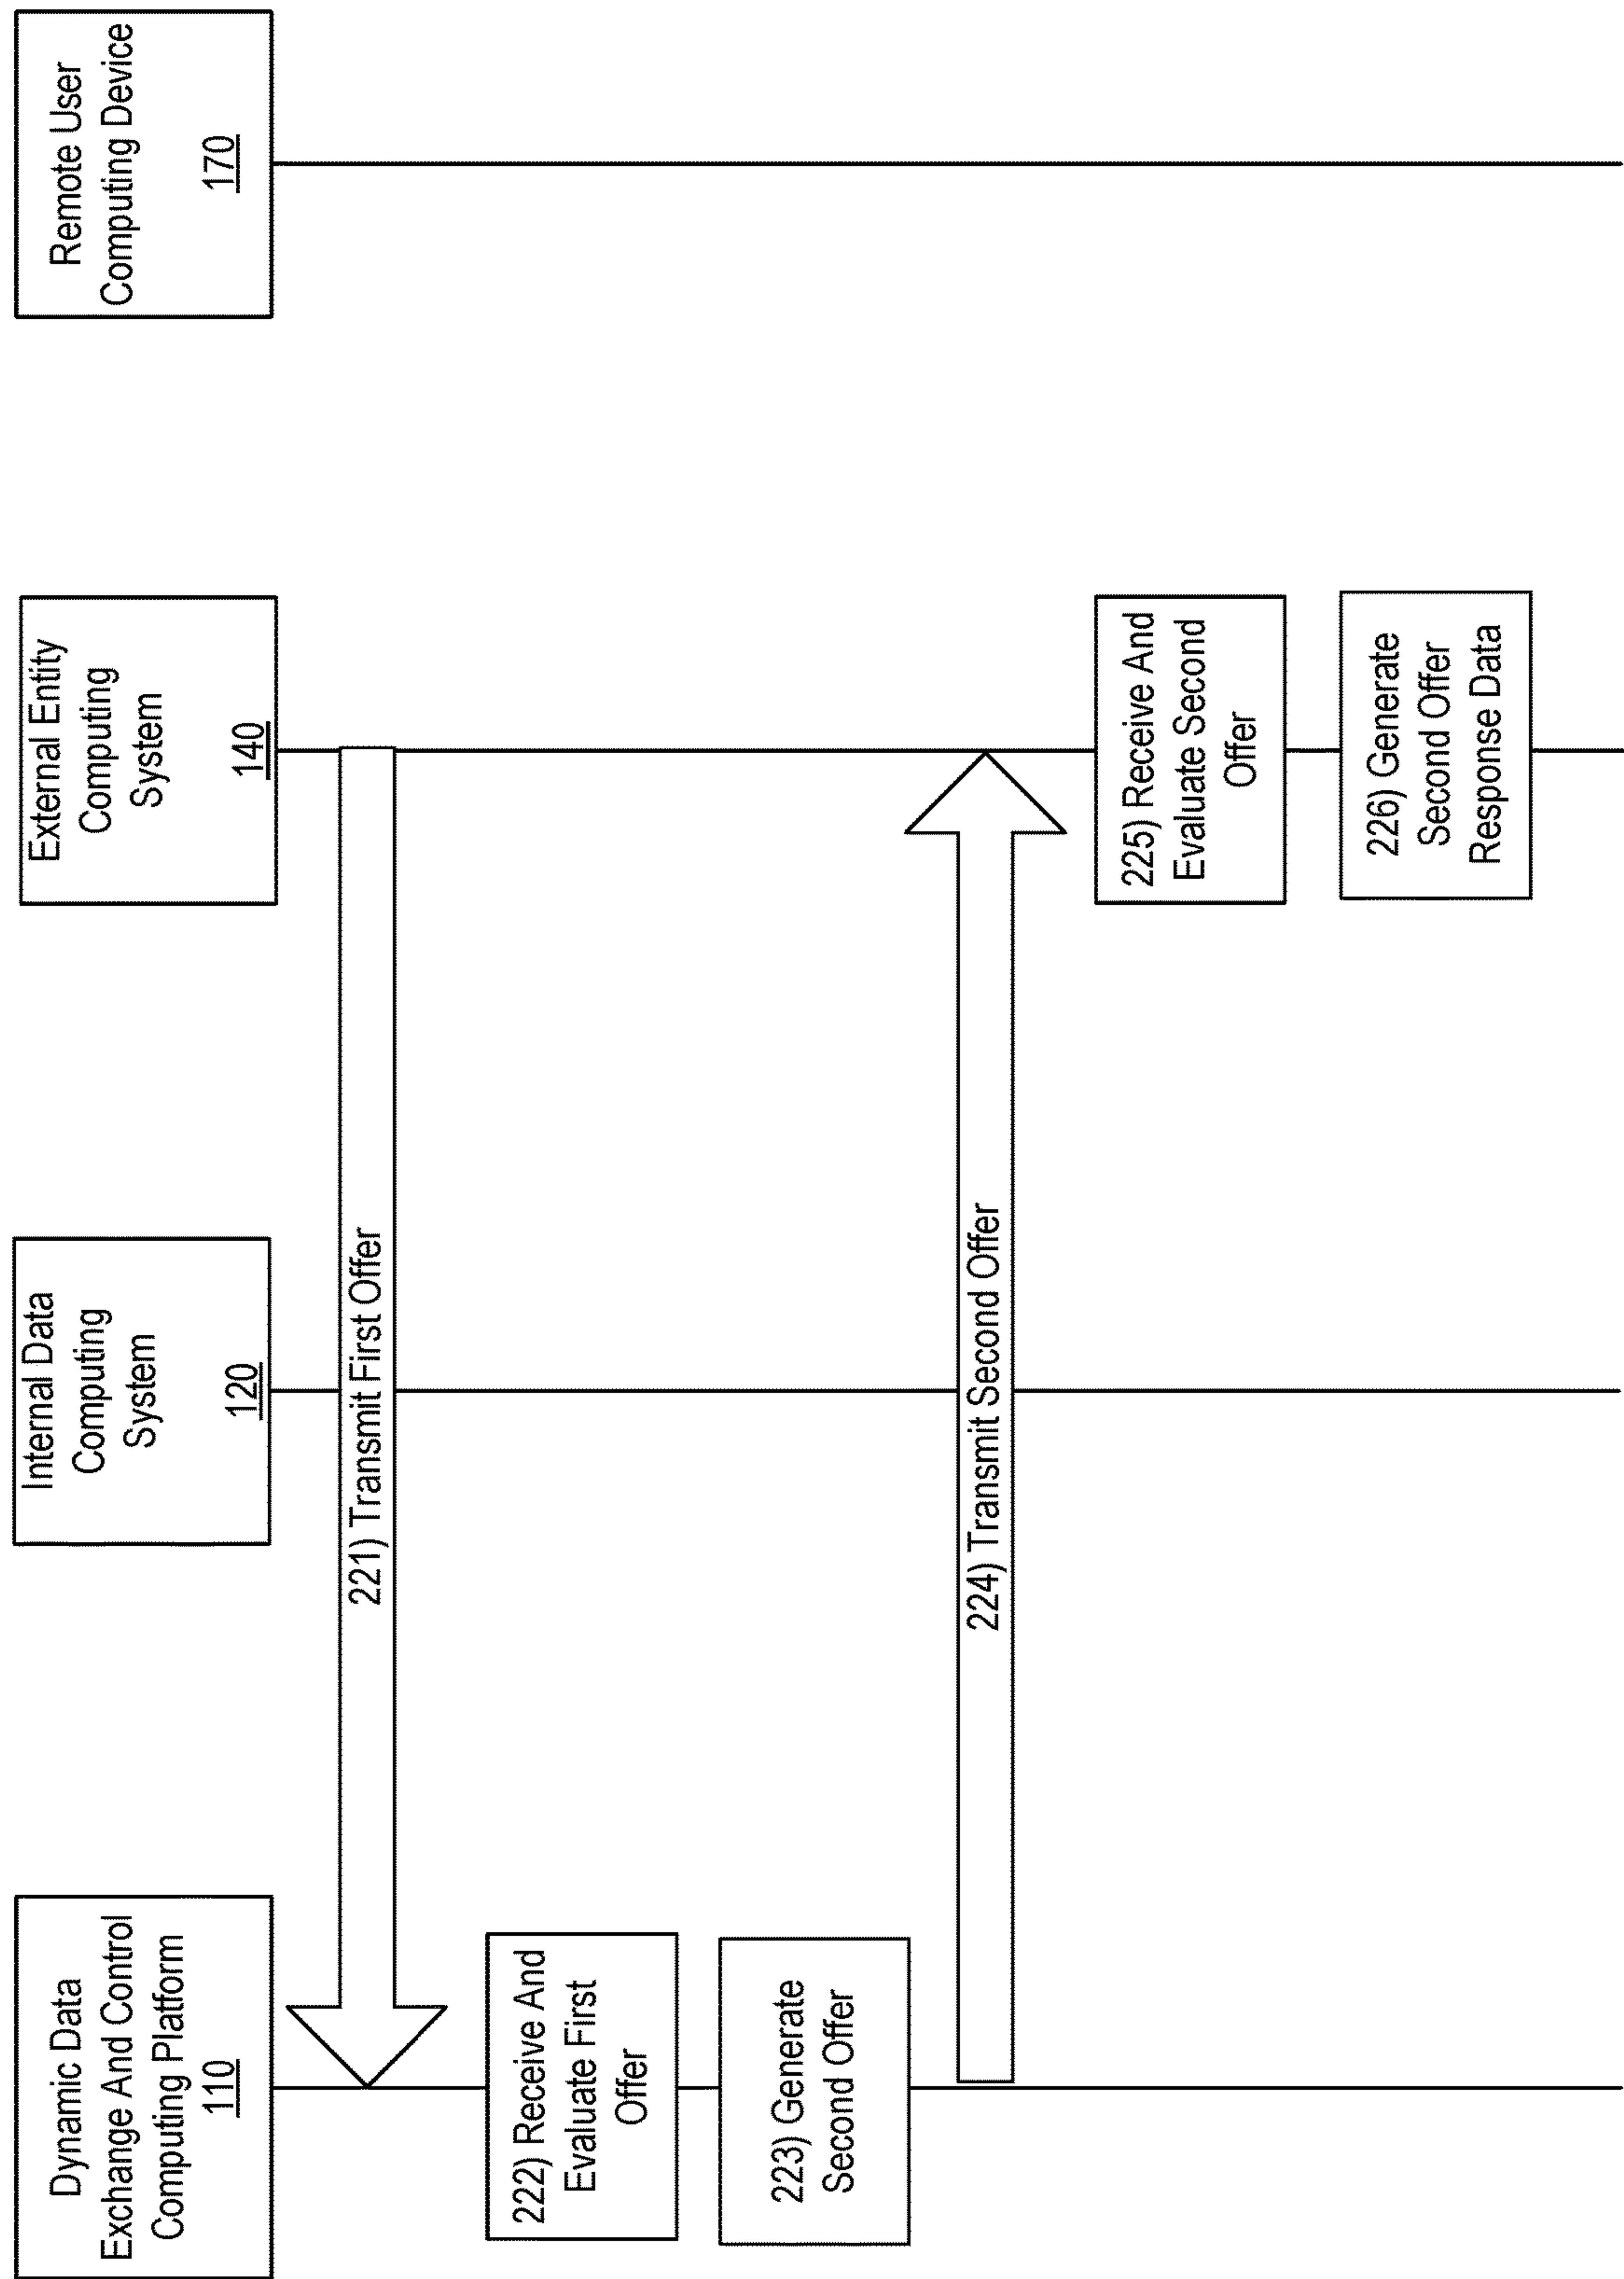 Dynamic Data
Exchange And Control
Computing Platform
110
Internal Data
Computing
System
120
External Entity
Computing
System
140
Remote User
Computing Device
170
221) Transmit First Offer
222) Receive And
Evaluate First
Offer
223) Generate
Second Offer
224) Transmit Second Offer
225) Receive And
Evaluate Second
Offer
226) Generate
Second Offer
Response Data